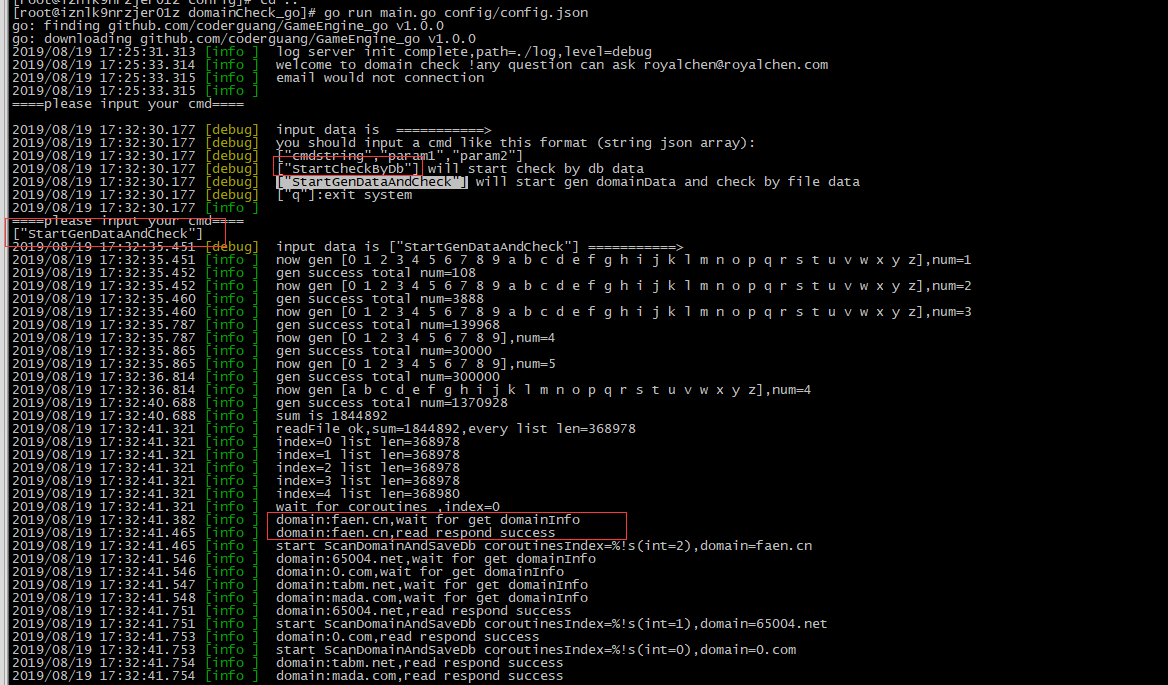 [root@iznlk9nrzjer01z config]# cd ..
[root@iznlk9nrzjer01z domainCheck_go]# go run main.go config/config.json
go: finding github.com/coderguang/GameEngine_go v1.0.0
go: downloading github.com/coderguang/GameEngine_go v1.0.0
2019/08/19 17:25:31.313 [info ]  log server init complete,path=./log,level=debug
2019/08/19 17:25:33.314 [info ]  welcome to domain check !any question can ask royalchen@royalchen.com
2019/08/19 17:25:33.315 [info ]  email would not connection
2019/08/19 17:25:33.315 [info ]
====please input your cmd====
2019/08/19 17:32:30.177 [debug]  input data is  ===========>
2019/08/19 17:32:30.177 [debug]  you should input a cmd like this format (string json array):
2019/08/19 17:32:30.177 [debug]  ["cmdstring","param1","param2"]
2019/08/19 17:32:30.177 [debug]  ["StartCheckByDb"] will start check by db data
2019/08/19 17:32:30.177 [debug]  ["StartGenDataAndCheck"] will start gen domainData and check by file data
2019/08/19 17:32:30.177 [debug]  ["q"]:exit system
2019/08/19 17:32:30.177 [info ]
====please input your cmd====
["StartGenDataAndCheck"]
2019/08/19 17:32:35.451 [debug]  input data is ["StartGenDataAndCheck"] ===========>
2019/08/19 17:32:35.451 [info ]  now gen [0 1 2 3 4 5 6 7 8 9 a b c d e f g h i j k l m n o p q r s t u v w x y z],num=1
2019/08/19 17:32:35.452 [info ]  gen success total num=108
2019/08/19 17:32:35.452 [info ]  now gen [0 1 2 3 4 5 6 7 8 9 a b c d e f g h i j k l m n o p q r s t u v w x y z],num=2
2019/08/19 17:32:35.460 [info ]  gen success total num=3888
2019/08/19 17:32:35.460 [info ]  now gen [0 1 2 3 4 5 6 7 8 9 a b c d e f g h i j k l m n o p q r s t u v w x y z],num=3
2019/08/19 17:32:35.787 [info ]  gen success total num=139968
2019/08/19 17:32:35.787 [info ]  now gen [0 1 2 3 4 5 6 7 8 9],num=4
2019/08/19 17:32:35.865 [info ]  gen success total num=30000
2019/08/19 17:32:35.865 [info ]  now gen [0 1 2 3 4 5 6 7 8 9],num=5
2019/08/19 17:32:36.814 [info ]  gen success total num=300000
2019/08/19 17:32:36.814 [info ]  now gen [a b c d e f g h i j k l m n o p q r s t u v w x y z],num=4
2019/08/19 17:32:40.688 [info ]  gen success total num=1370928
2019/08/19 17:32:40.688 [info ]  sum is 1844892
2019/08/19 17:32:41.321 [info ]  readFile ok,sum=1844892,every list len=368978
2019/08/19 17:32:41.321 [info ]  index=0 list len=368978
2019/08/19 17:32:41.321 [info ]  index=1 list len=368978
2019/08/19 17:32:41.321 [info ]  index=2 list len=368978
2019/08/19 17:32:41.321 [info ]  index=3 list len=368978
2019/08/19 17:32:41.321 [info ]  index=4 list len=368980
2019/08/19 17:32:41.321 [info ]  wait for coroutines ,index=0
2019/08/19 17:32:41.382 [info ]  domain:faen.cn,wait for get domainInfo
2019/08/19 17:32:41.465 [info ]  domain:faen.cn,read respond success
2019/08/19 17:32:41.465 [info ]  start ScanDomainAndSaveDb coroutinesIndex=%!s(int=2),domain=faen.cn
2019/08/19 17:32:41.546 [info ]  domain:65004.net,wait for get domainInfo
2019/08/19 17:32:41.546 [info ]  domain:0.com,wait for get domainInfo
2019/08/19 17:32:41.547 [info ]  domain:tabm.net,wait for get domainInfo
2019/08/19 17:32:41.548 [info ]  domain:mada.com,wait for get domainInfo
2019/08/19 17:32:41.751 [info ]  domain:65004.net,read respond success
2019/08/19 17:32:41.751 [info ]  start ScanDomainAndSaveDb coroutinesIndex=%!s(int=1),domain=65004.net
2019/08/19 17:32:41.753 [info ]  domain:0.com,read respond success
2019/08/19 17:32:41.753 [info ]  start ScanDomainAndSaveDb coroutinesIndex=%!s(int=0),domain=0.com
2019/08/19 17:32:41.754 [info ]  domain:tabm.net,read respond success
2019/08/19 17:32:41.754 [info ]  domain:mada.com,read respond success